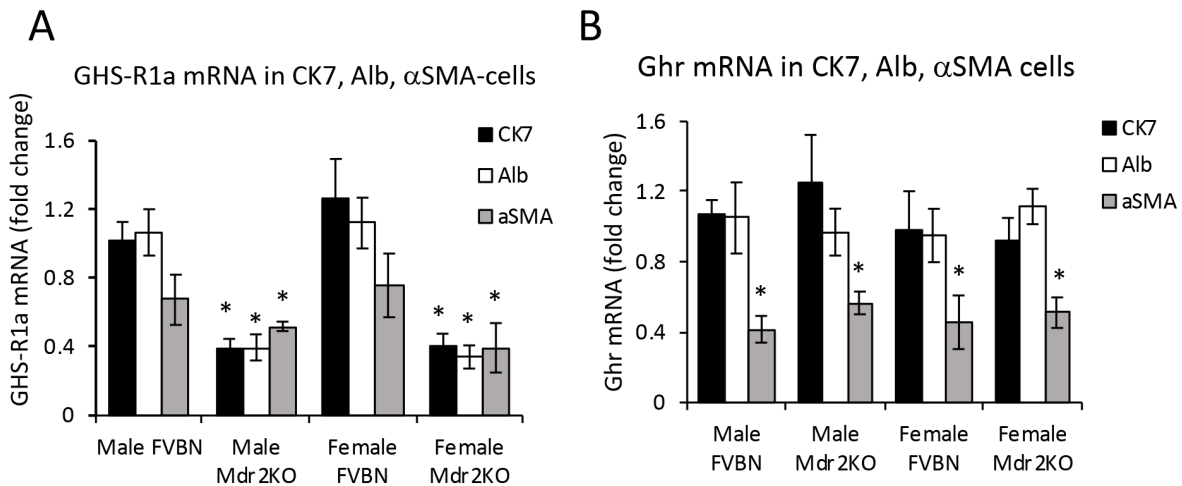 A
GHS-R1a mRNA in CK7, Alb, αSMA-cells
GHS-R1a mRNA (fold change)
1.6
1.2
0.8
0.4
0
CK7
Alb
aSMA
* * *
* * *
Male FVBN
Male
Mdr2KO
Female
FVBN
Female
Mdr2KO
B
Ghr mRNA in CK7, Alb, αSMA cells
Ghr mRNA (fold change)
1.6
1.2
0.8
0.4
0
CK7
Alb
aSMA
*
*
*
*
Male
FVBN
Male
Mdr2KO
Female
FVBN
Female
Mdr2KO